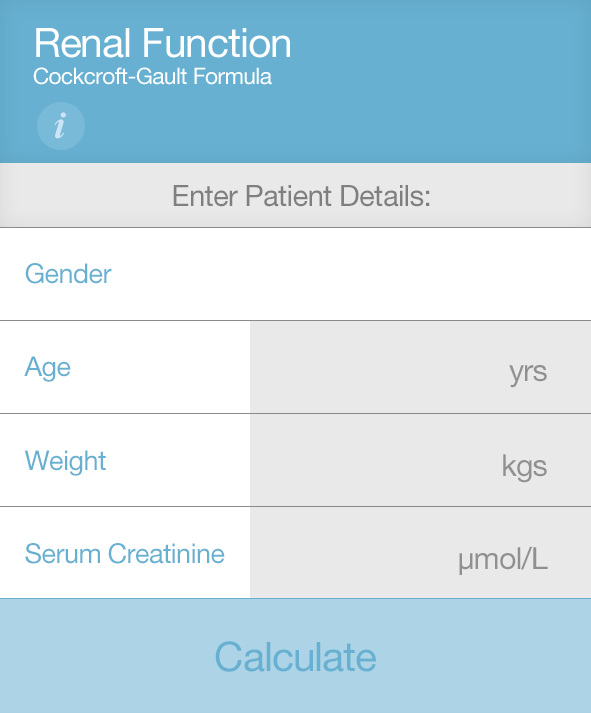 Renal Function
Cockcroft-Gault Formula
i
Enter Patient Details:
Gender
Age
yrs
Weight
kgs
Serum Creatinine
µmol/L
Calculate